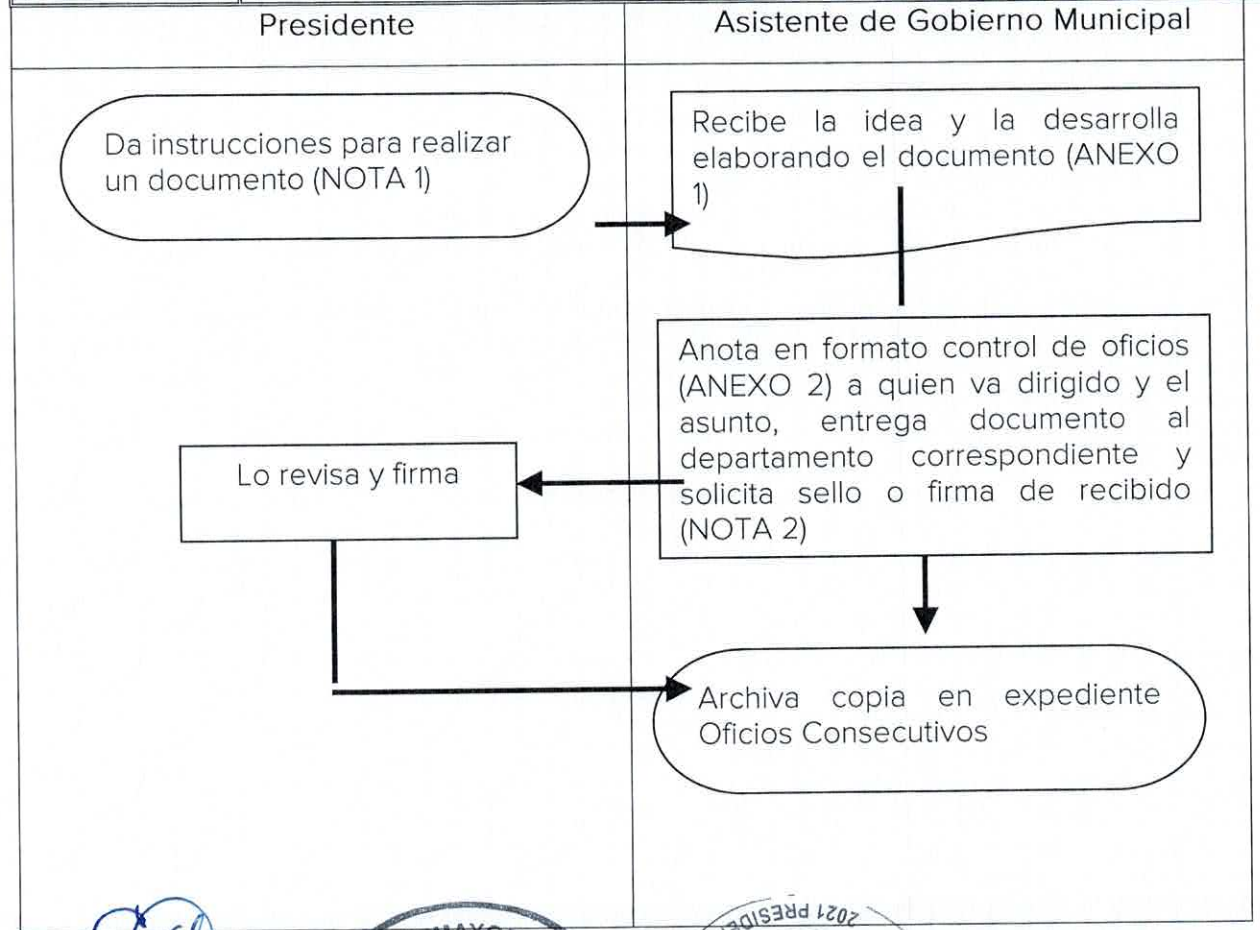 Presidente
Asistente de Gobierno Municipal
Da instrucciones para realizar
un documento (NOTA 1)
Recibe la idea y la desarrolla
elaborando el documento (ANEXO
1)
Anota en formato control de oficios
(ANEXO 2) a quien va dirigido y el
asunto, entrega documento al
departamento correspondiente y
solicita sello o firma de recibido
(NOTA 2)
Lo revisa y firma
Archiva copia en expediente
Oficios Consecutivos
2021